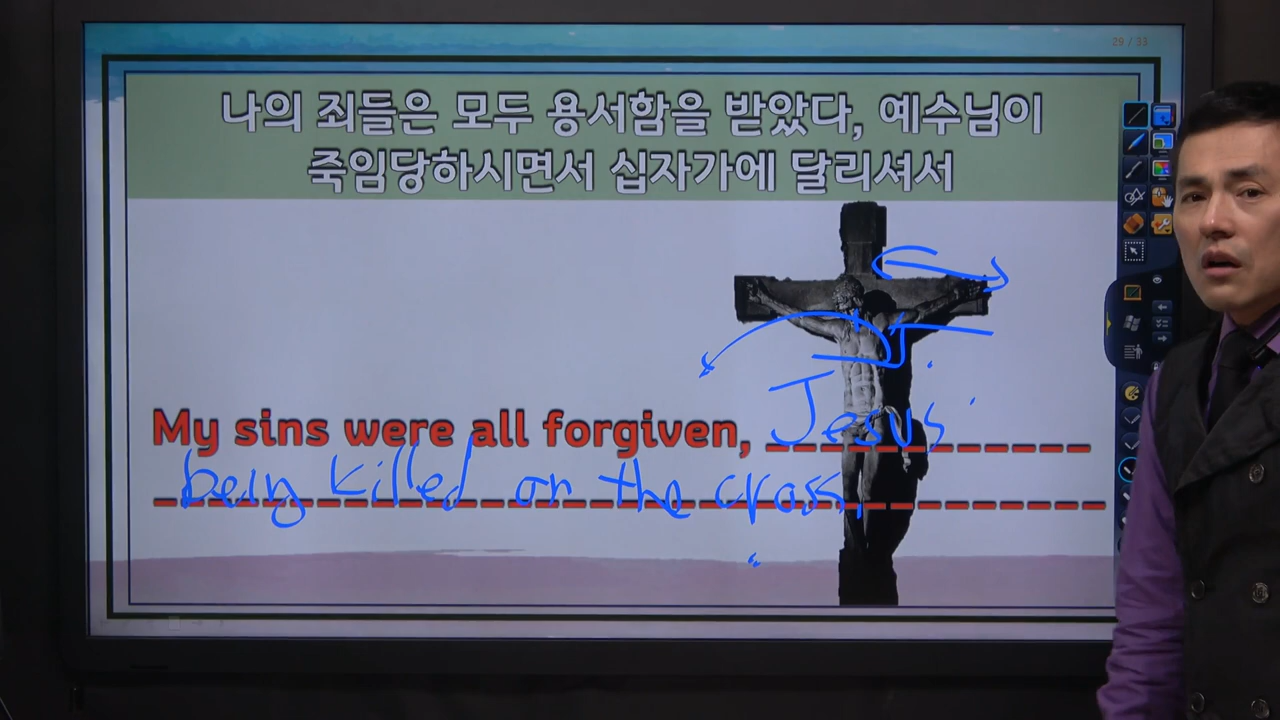 29 / 33
나의 죄들은 모두 용서함을 받았다, 예수님이
죽임당하시면서 십자가에 달리셔서
My sins were all forgiven, Jesus
being killed on the cross.